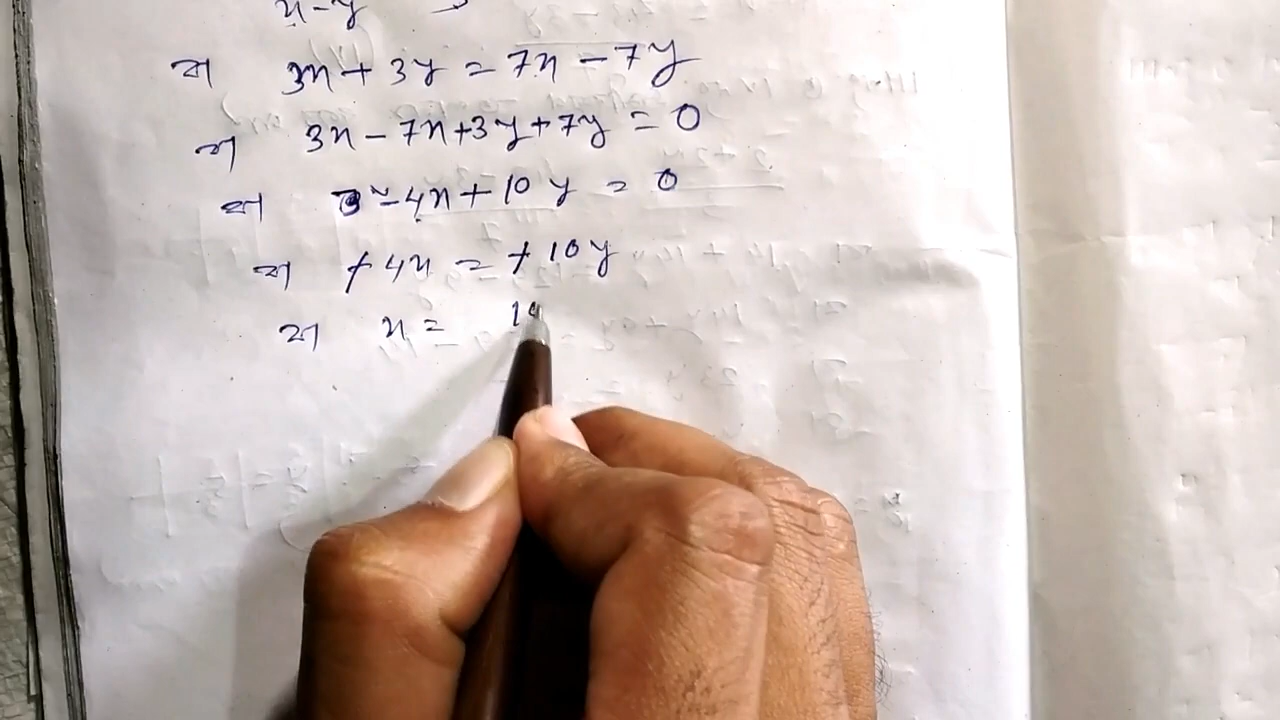 x-y
বা 3x + 3y = 7x - 7y
বা 3x - 7x + 3y + 7y = 0
বা - 4x + 10y = 0
বা + 4x = + 10y
বা x = 10